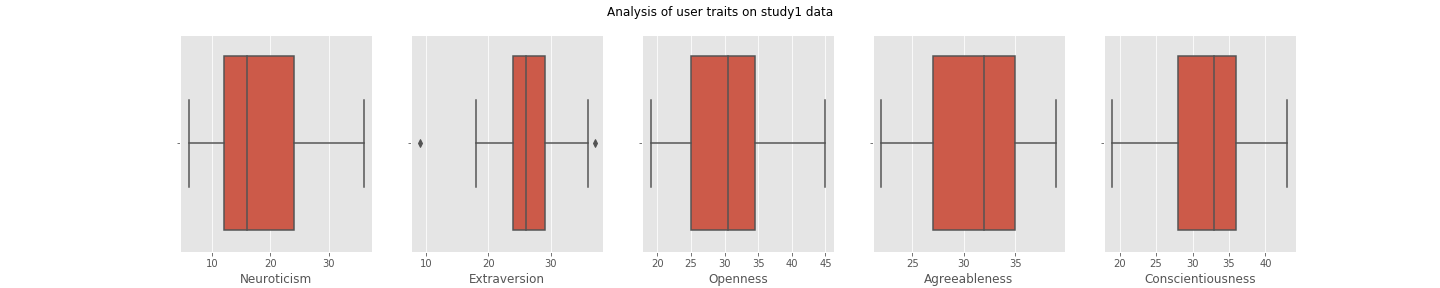 Analysis of user traits on study1 data
10 20 30
Neuroticism
10 20 30
Extraversion
20 25 30 35 40 45
Openness
25 30 35
Agreeableness
20 25 30 35 40
Conscientiousness